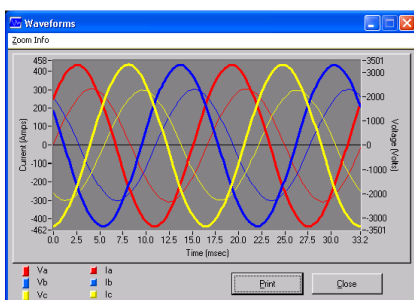 Waveforms
Zoom Info
458 3501
400 3000
300 2000
200
100 1000
0 0
-100 -1000
-200
-300 -2000
-400 -3000
-462 -3501
Current (Amps)
Voltage (Volts)
0.0 2.5 5.0 7.5 10.0 12.5 15.0 17.5 20.0 22.5 25.0 27.5 30.0 33.2
Time (msec)
Va Ia
Vb Ib
Vc Ic
Print Close